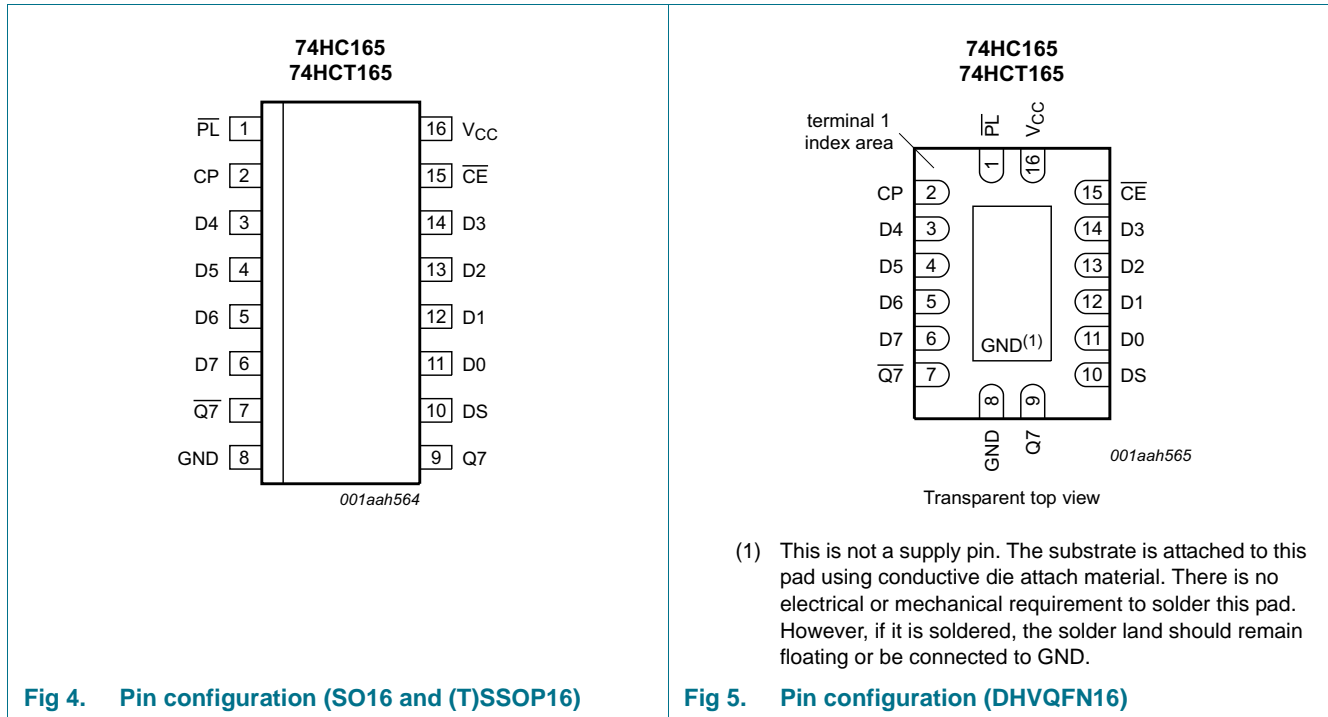 74HC165
74HCT165
PL 1 16 VCC
CP 2 15 CE
D4 3 14 D3
D5 4 13 D2
D6 5 12 D1
D7 6 11 D0
Q7 7 10 DS
GND 8 9 Q7
001aah564
Fig 4. Pin configuration (SO16 and (T)SSOP16)
74HC165
74HCT165
terminal 1
index area
PL VCC
1 16
CP 2 15 CE
D4 3 14 D3
D5 4 13 D2
D6 5 12 D1
D7 6 GND(1) 11 D0
Q7 7 10 DS
8 9
GND Q7
001aah565
Transparent top view
(1) This is not a supply pin. The substrate is attached to this
pad using conductive die attach material. There is no
electrical or mechanical requirement to solder this pad.
However, if it is soldered, the solder land should remain
floating or be connected to GND.
Fig 5. Pin configuration (DHVQFN16)